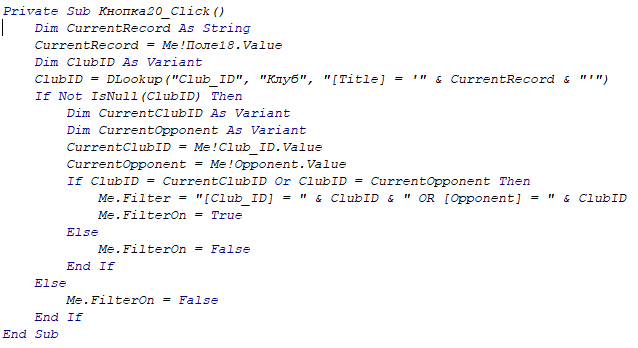 Private Sub Кнопка20_Click()
    Dim CurrentRecord As String
    CurrentRecord = Me!Поле18.Value
    Dim ClubID As Variant
    ClubID = DLookup("Club_ID", "Клуб", "[Title] = '" & CurrentRecord & "'")
    If Not IsNull(ClubID) Then
        Dim CurrentClubID As Variant
        Dim CurrentOpponent As Variant
        CurrentClubID = Me!Club_ID.Value
        CurrentOpponent = Me!Opponent.Value
        If ClubID = CurrentClubID Or ClubID = CurrentOpponent Then
            Me.Filter = "[Club_ID] = " & ClubID & " OR [Opponent] = " & ClubID
            Me.FilterOn = True
        Else
            Me.FilterOn = False
        End If
    Else
        Me.FilterOn = False
    End If
End Sub